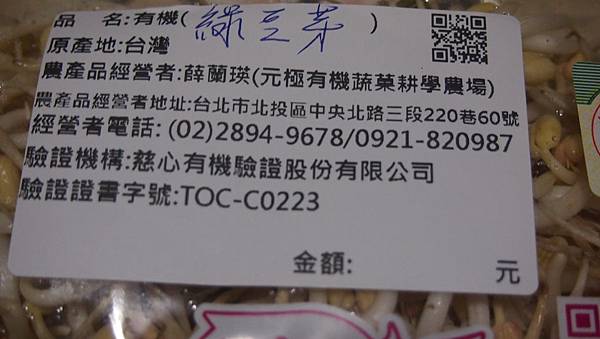 品　名:有機(綠豆芽)
原產地:台灣
農產品經營者:薛蘭瑛(元極有機蔬菜耕學農場)
農產品經營者地址:台北市北投區中央北路三段220巷60號
經營者電話: (02)2894-9678/0921-820987
驗證機構:慈心有機驗證股份有限公司
驗證證書字號:TOC-C0223
金額:　元